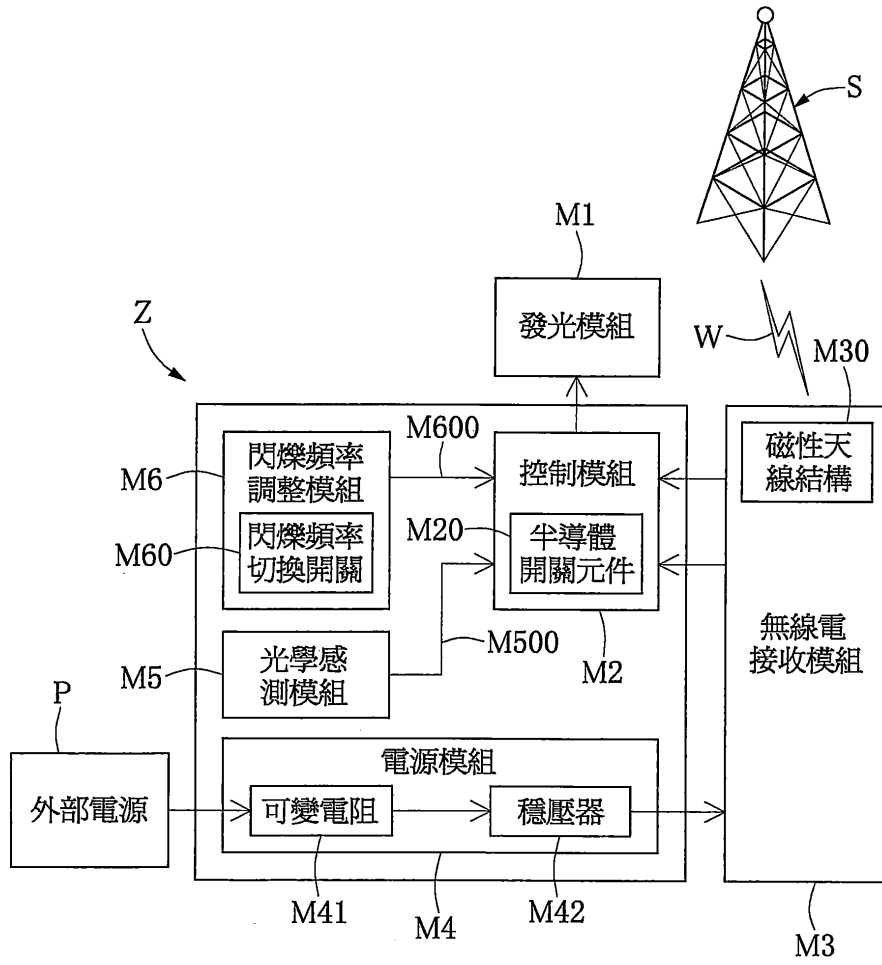 S
M1
發光模組
Z
W
M30
磁性天
線結構
M600
M6
閃爍頻率
調整模組
控制模組
M60
閃爍頻率
切換開關
M20
半導體
開關元件
M500
M2
無線電
接收模組
M5
光學感
測模組
P
外部電源
電源模組
可變電阻
穩壓器
M41
M4
M42
M3